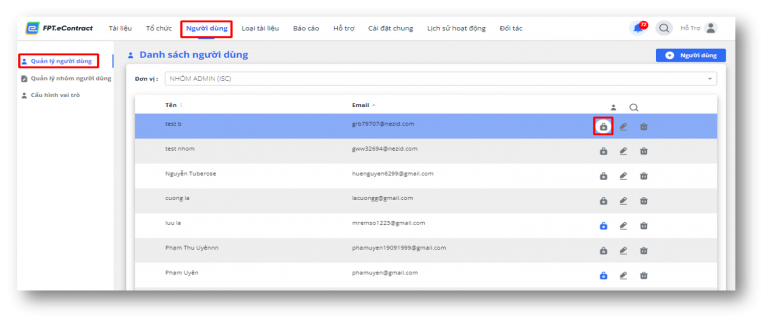 FPT.eContract Tài liệu Tổ chức Người dùng Loại tài liệu Báo cáo Hỗ trợ Cài đặt chung Lịch sử hoạt động Đối tác Hỗ Trợ
Quản lý người dùng
Quản lý nhóm người dùng
Cấu hình vai trò
Danh sách người dùng
Người dùng
Đơn vị : NHÓM ADMIN (ISC)
Tên Email
test b grb79707@nezid.com
test nhom gww32694@nezid.com
Nguyễn Tuberose huenguyen6299@gmail.com
cuong la lacuongg@gmail.com
luu la mremso1225@gmail.com
Phạm Thu Uyênnn phamuyen19091999@gmail.com
Phạm Uyên phamuyen@gmail.com